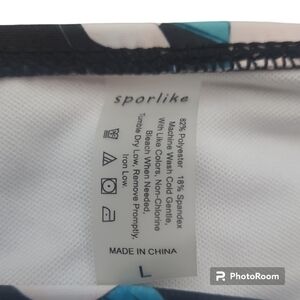 sporlike
82% Polyester 18% Spandex
Machine Wash Cold Gentle,
With Like Colors, Non-Chlorine
Bleach When Needed,
Tumble Dry Low, Remove Promptly,
Iron Low.
MADE IN CHINA
L
PhotoRoom